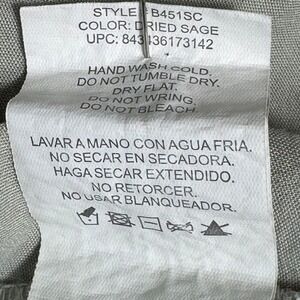 STYLE: B451SC
COLOR: DRIED SAGE
UPC: 843136173142
HAND WASH COLD.
DO NOT TUMBLE DRY.
DRY FLAT.
DO NOT WRING.
DO NOT BLEACH.
LAVAR A MANO CON AGUA FRIA.
NO SECAR EN SECADORA.
HAGA SECAR EXTENDIDO.
NO RETORCER.
NO USAR BLANQUEADOR.